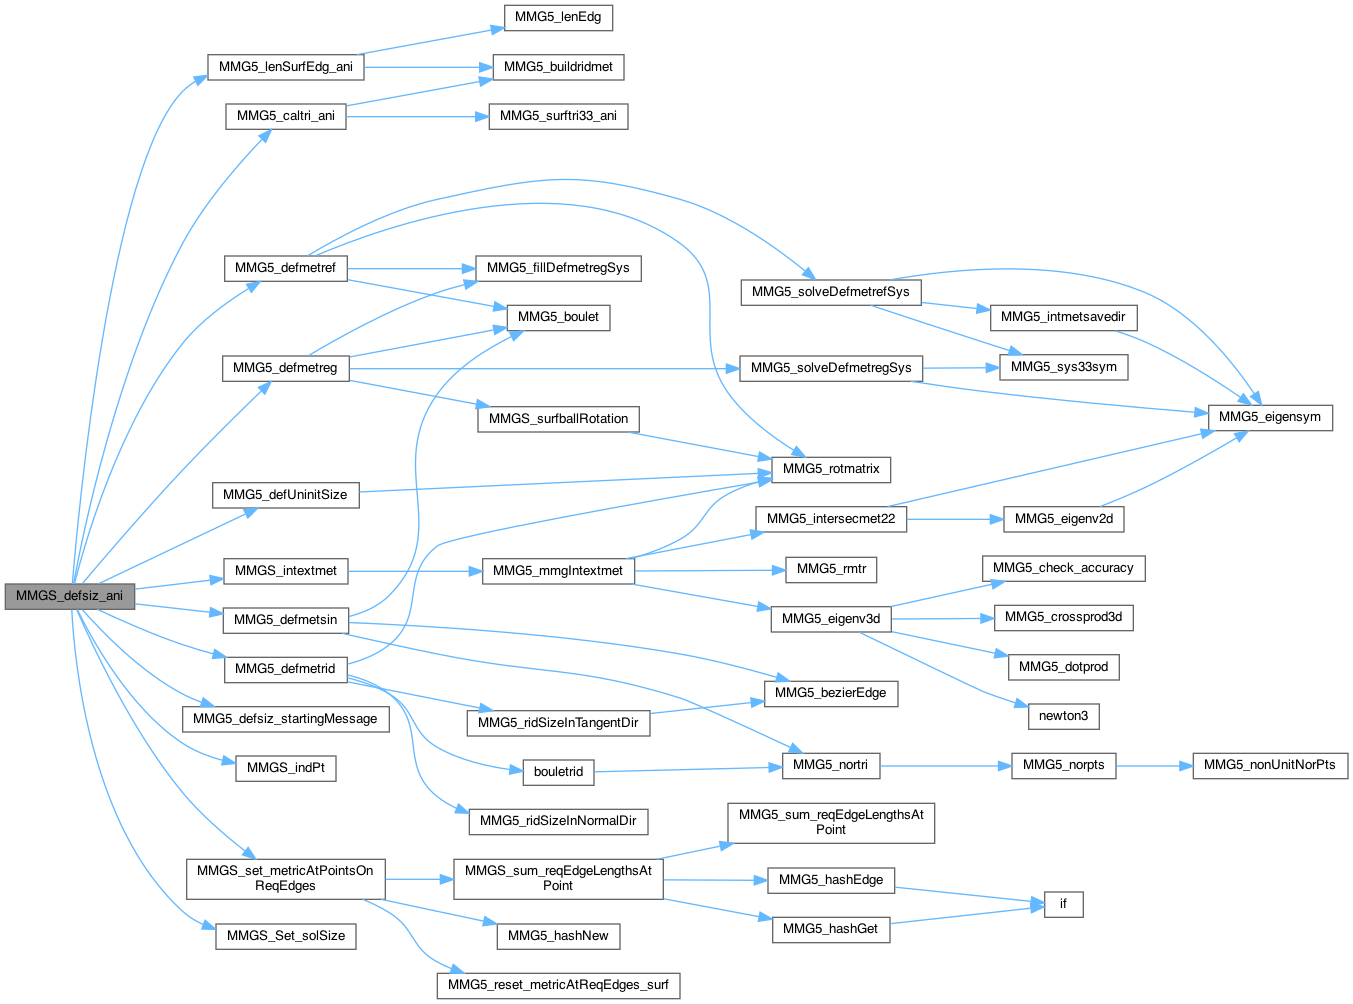 MMG5_lenEdg
MMG5_lenSurfEdg_ani
MMG5_buildridmet
MMG5_caltri_ani
MMG5_surftri33_ani
MMG5_defmetref
MMG5_fillDefmetregSys
MMG5_solveDefmetrefSys
MMG5_boulet
MMG5_intmetsavedir
MMG5_defmetreg
MMG5_solveDefmetregSys
MMG5_sys33sym
MMGS_surfballRotation
MMG5_eigensym
MMG5_rotmatrix
MMG5_defUninitSize
MMG5_intersecmet22
MMG5_eigenv2d
MMGS_defsiz_ani
MMGS_intextmet
MMG5_mmgIntextmet
MMG5_rmtr
MMG5_check_accuracy
MMG5_defmetsin
MMG5_eigenv3d
MMG5_crossprod3d
MMG5_defmetrid
MMG5_dotprod
MMG5_bezierEdge
MMG5_defsiz_startingMessage
MMG5_ridSizeInTangentDir
newton3
MMGS_indPt
bouletrid
MMG5_nortri
MMG5_norpts
MMG5_nonUnitNorPts
MMG5_ridSizeInNormalDir
MMG5_sum_reqEdgeLengthsAt
Point
MMGS_set_metricAtPointsOn
ReqEdges
MMGS_sum_reqEdgeLengthsAt
Point
MMG5_hashEdge
if
MMGS_Set_solSize
MMG5_hashNew
MMG5_hashGet
MMG5_reset_metricAtReqEdges_surf